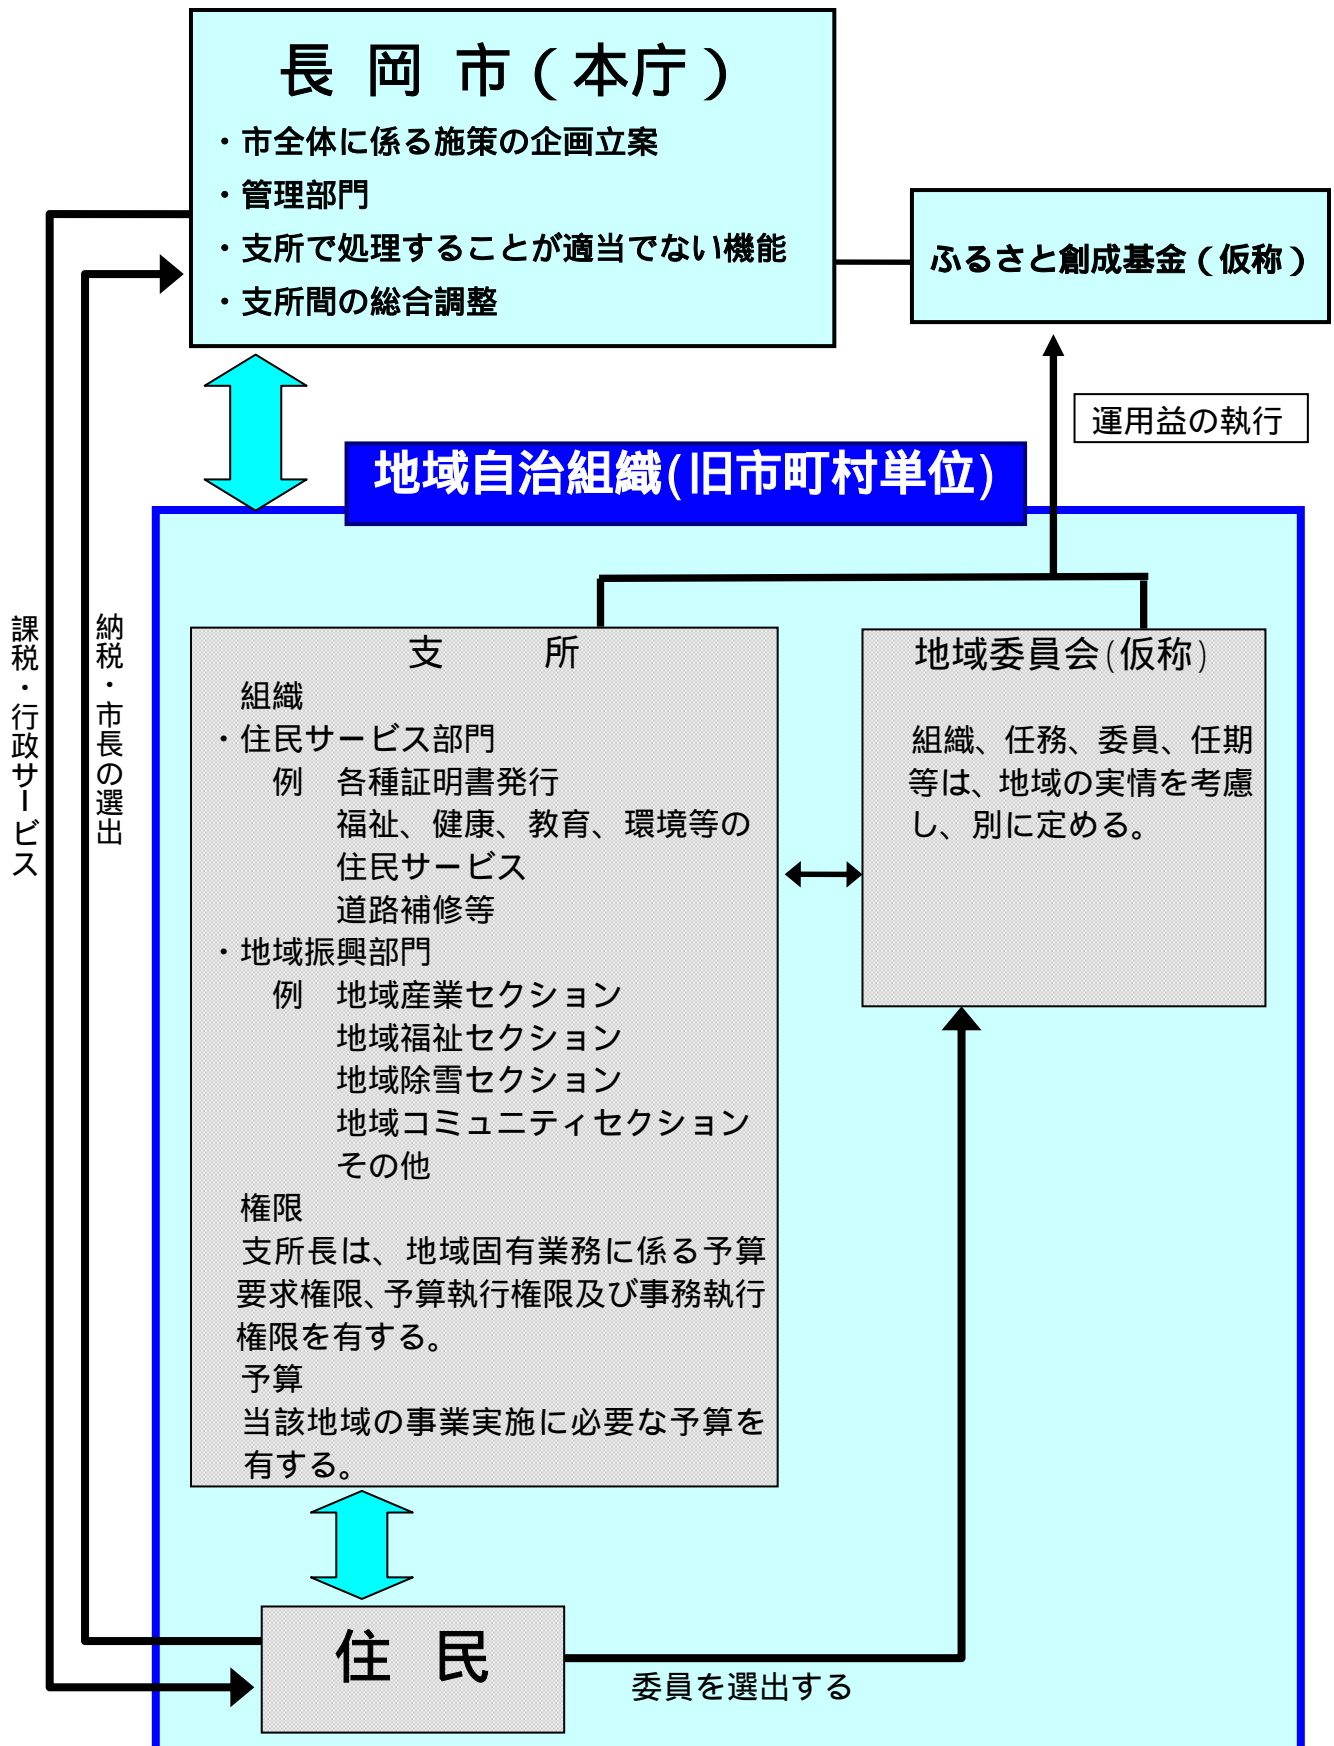 長岡市（本庁）
・市全体に係る施策の企画立案
・管理部門
・支所で処理することが適当でない機能
・支所間の総合調整
ふるさと創成基金（仮称）
運用益の執行
地域自治組織(旧市町村単位)
課税・行政サービス
納税・市長の選出
支　所
組織
・住民サービス部門
例　各種証明書発行
福祉、健康、教育、環境等の
住民サービス
道路補修等
・地域振興部門
例　地域産業セクション
地域福祉セクション
地域除雪セクション
地域コミュニティセクション
その他
権限
支所長は、地域固有業務に係る予算
要求権限、予算執行権限及び事務執行
権限を有する。
予算
当該地域の事業実施に必要な予算を
有する。
地域委員会(仮称)
組織、任務、委員、任期
等は、地域の実情を考慮
し、別に定める。
住　民
委員を選出する